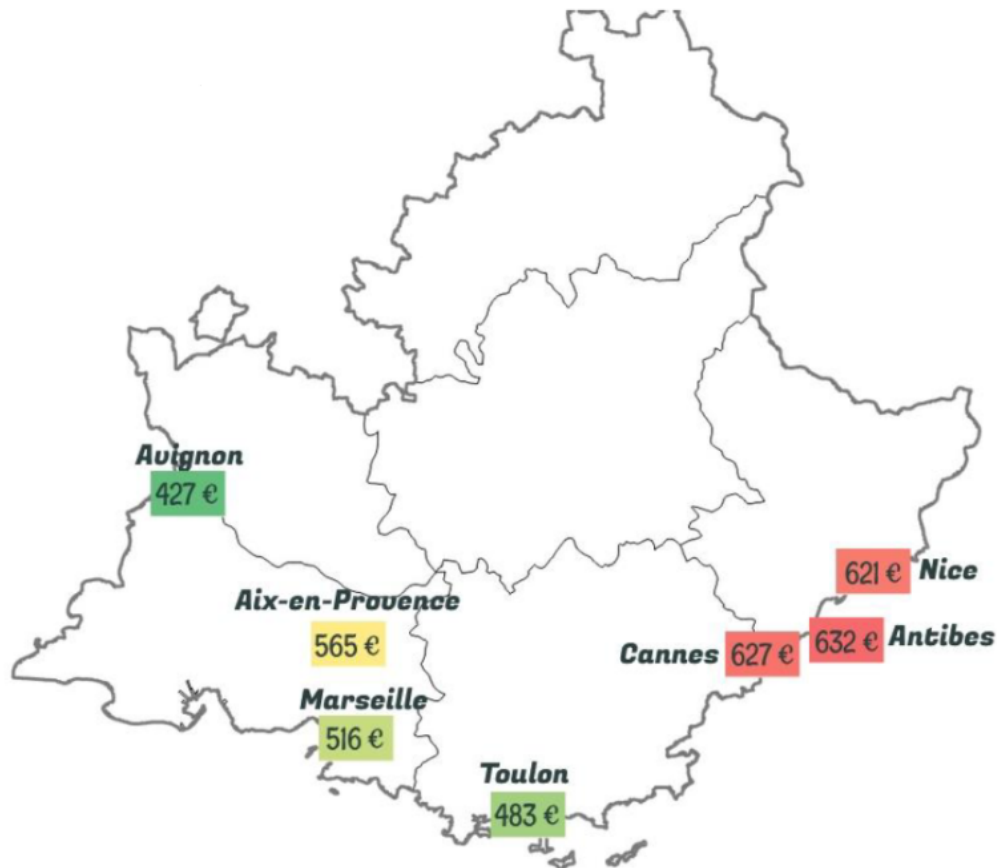 Avignon
427 €
Aix-en-Provence
565 €
Marseille
516 €
Toulon
483 €
Cannes 627 €
632 € Antibes
621 € Nice